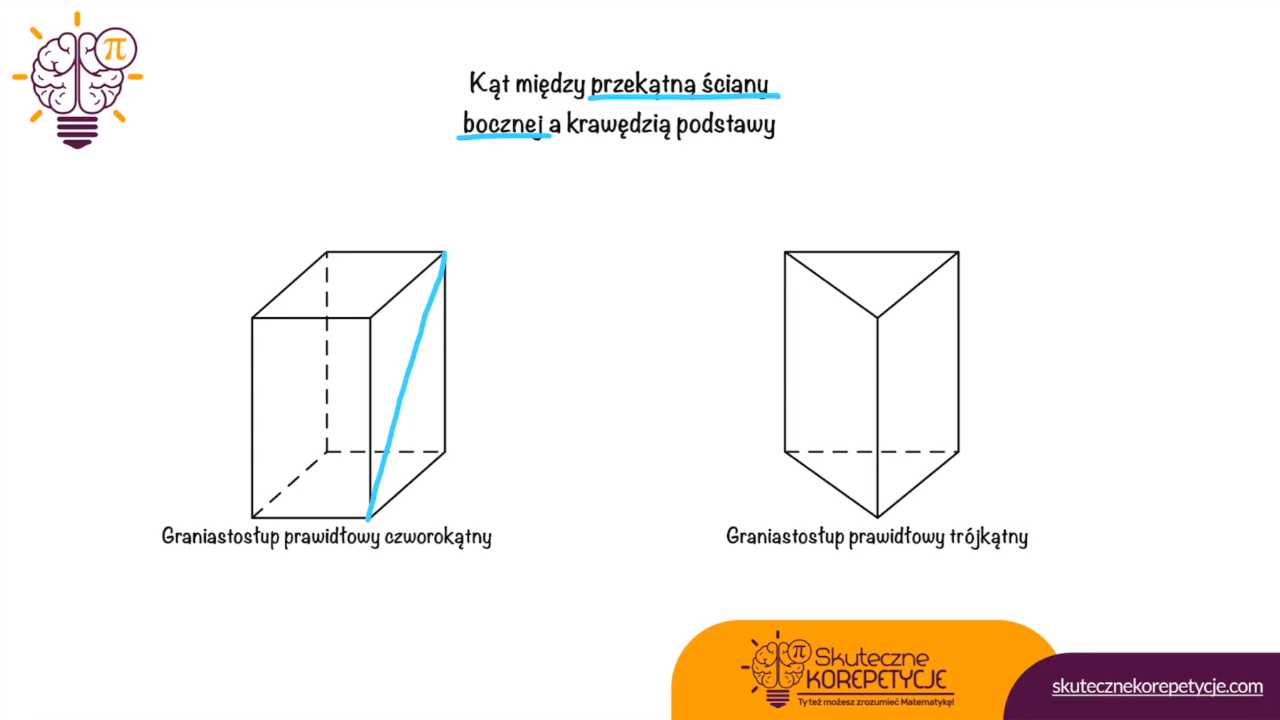 π
Kąt między przekątną ściany
bocznej a krawędzią podstawy
Graniastosłup prawidłowy czworokątny
Graniastosłup prawidłowy trójkątny
π
Skuteczne
KOREPETYCJE
Ty też możesz zrozumieć Matematykę!
skutecznekorepetycje.com